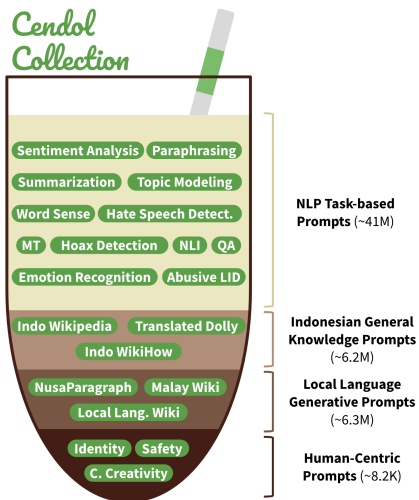 Cendol
Collection
Sentiment Analysis
Paraphrasing
Summarization
Topic Modeling
Word Sense
Hate Speech Detect.
MT
Hoax Detection
NLI
QA
Emotion Recognition
Abusive LID
NLP Task-based
Prompts (~41M)
Indo Wikipedia
Translated Dolly
Indo WikiHow
Indonesian General
Knowledge Prompts
(~6.2M)
NusaParagraph
Malay Wiki
Local Lang. Wiki
Local Language
Generative Prompts
(~6.3M)
Identity
Safety
C. Creativity
Human-Centric
Prompts (~8.2K)